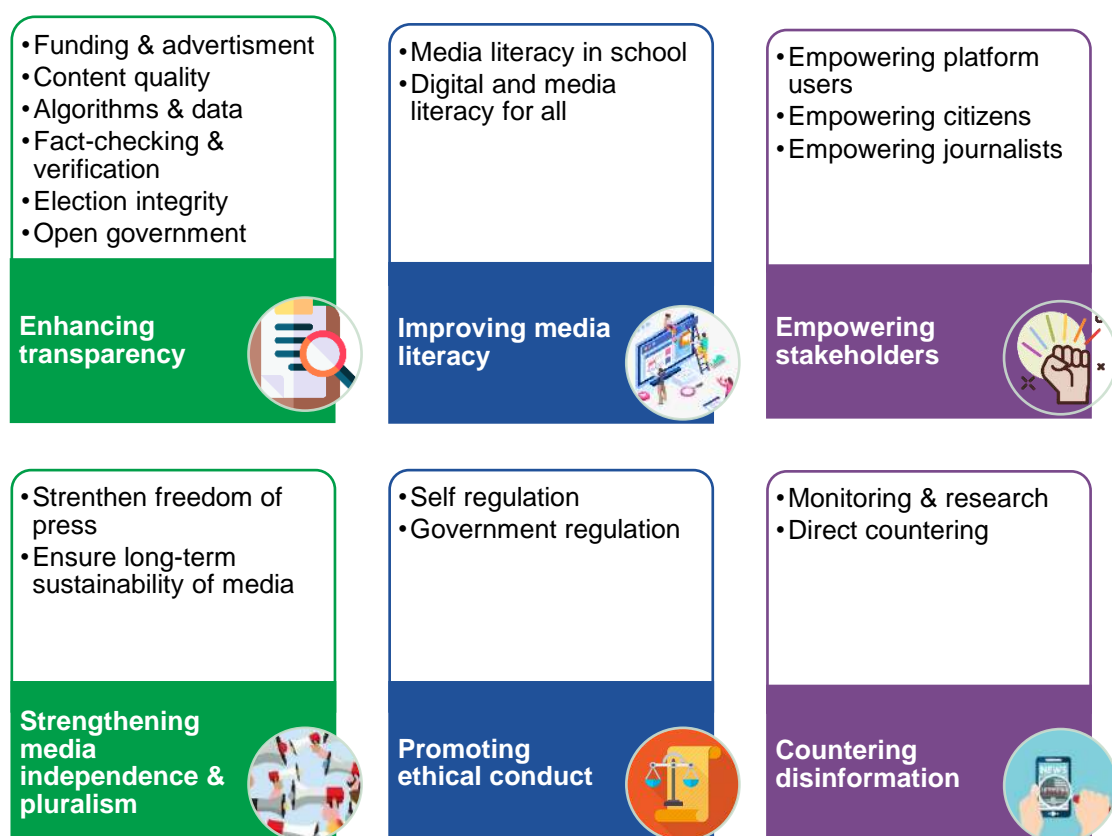 •Funding & advertisment
•Content quality
•Algorithms & data
•Fact-checking &
verification
•Election integrity
•Open government
Enhancing
transparency
•Media literacy in school
•Digital and media
literacy for all
Improving media
literacy
•Empowering platform
users
•Empowering citizens
•Empowering journalists
Empowering
stakeholders
•Strenthen freedom of
press
•Ensure long-term
sustainability of media
Strengthening
media
independence &
pluralism
•Self regulation
•Government regulation
Promoting
ethical conduct
•Monitoring & research
•Direct countering
Countering
disinformation
NEWS